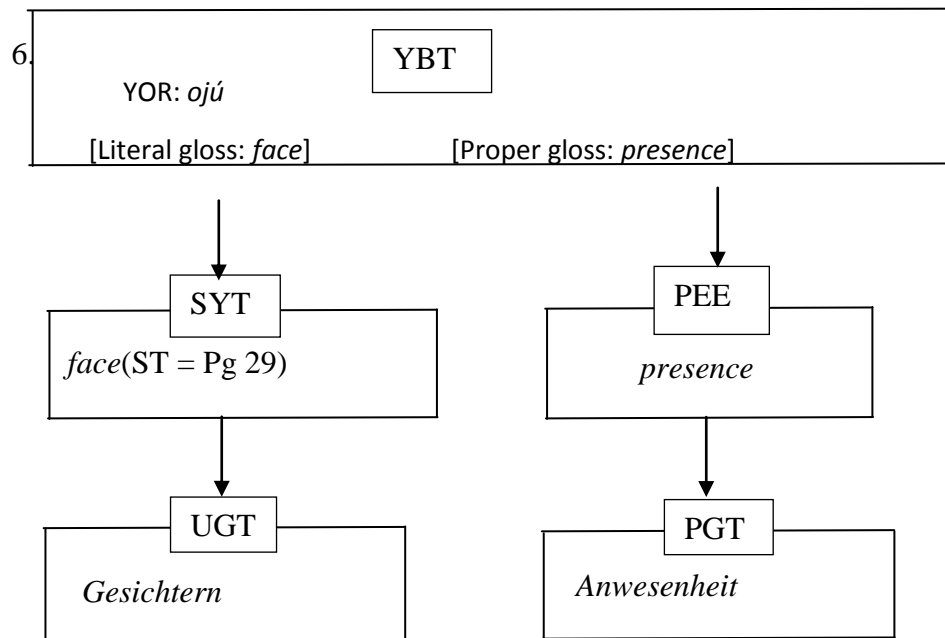 6.
YBT
YOR: ojú
[Literal gloss: face] [Proper gloss: presence]
SYT
PEE
face(ST = Pg 29)
presence
UGT
PGT
Gesichtern
Anwesenheit